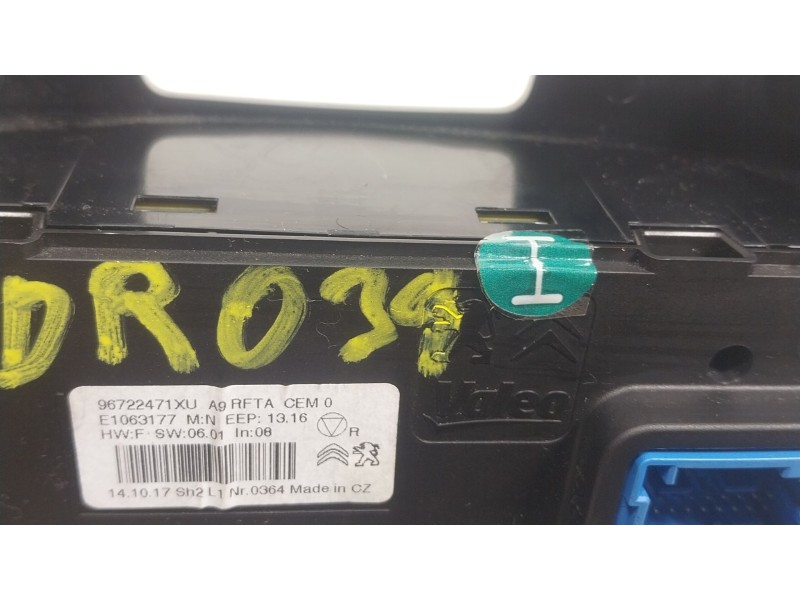 H
DR039
Valeo
96722471XU A9 RFTA CEM 0
E1063177 M:N EEP: 13.16
HW:F SW:06.01 In:08
R
14.10.17 Sh2 L1 Nr.0364 Made in CZ